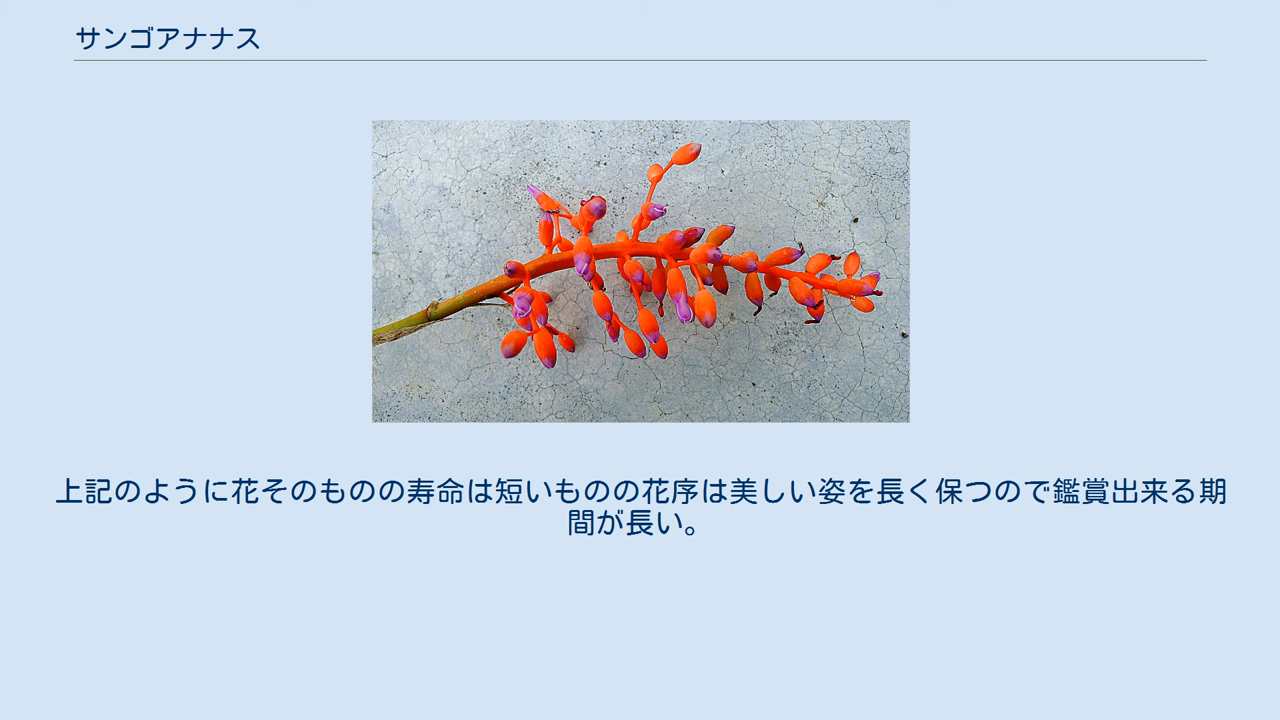 サンゴアナナス
上記のように花そのものの寿命は短いものの花序は美しい姿を長く保つので鑑賞出来る期
間が長い。